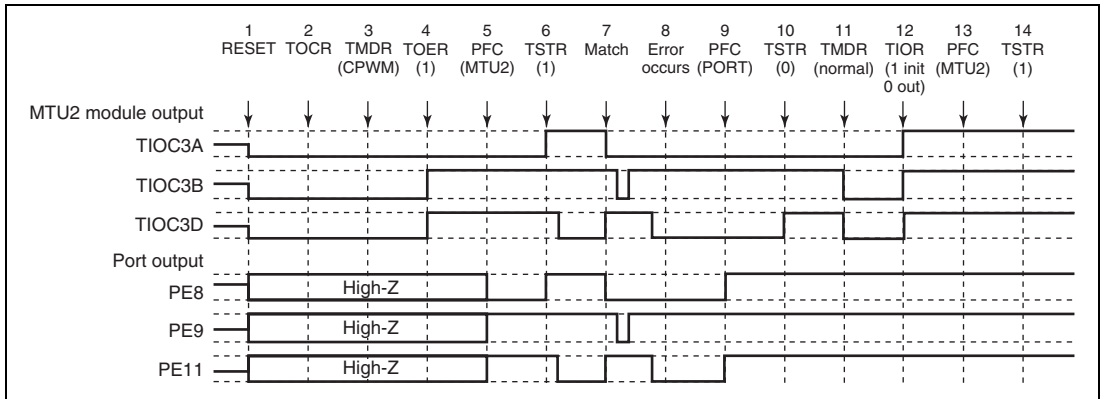 1 2 3 4 5 6 7 8 9 10 11 12 13 14
RESET TOCR TMDR TOER PFC TSTR Match Error PFC TSTR TMDR TIOR PFC TSTR
(CPWM) (1) (MTU2) (1) occurs (PORT) (0) (normal) (1 init (MTU2) (1)
0 out)
MTU2 module output
TIOC3A
TIOC3B
TIOC3D
Port output
PE8 High-Z
PE9 High-Z
PE11 High-Z